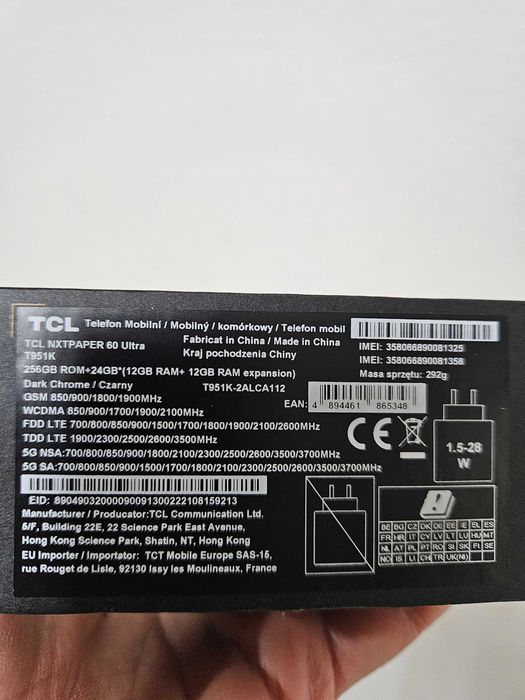 TCL Telefon Mobilní / Mobilný / komórkowy / Telefon mobil
TCL NXTPAPER 60 Ultra
T951K
Fabricat in China / Made in China
Kraj pochodzenia Chiny
256GB ROM+24GB*(12GB RAM+ 12GB RAM expansion)
Dark Chrome / Czarny
T951K-2ALCA112
IMEI: 358066890081325
IMEI: 358066890081358
Masa sprzętu: 292g
EAN: 4 894461 865348
GSM 850/900/1800/1900MHz
WCDMA 850/900/1700/1900/2100MHz
FDD LTE 700/800/850/900/1500/1700/1800/1900/2100/2600MHz
TDD LTE 1900/2300/2500/2600/3500MHz
5G NSA:700/800/850/900/1800/2100/2300/2500/2600/3500/3700MHz
5G SA:700/800/850/900/1500/1700/1800/2100/2300/2500/2600/3500/3700MHz
CE
1.5-28
W
EID: 89049032000090091300222108159213
Manufacturer / Producator:TCL Communication Ltd.
5/F, Building 22E, 22 Science Park East Avenue,
Hong Kong Science Park, Shatin, NT, Hong Kong
EU Importer / Importator: TCT Mobile Europe SAS-15,
rue Rouget de Lisle, 92130 Issy les Moulineaux, France
BE BG CZ DK DE EE IE EL ES
FR HR IT CY LV LT LU HU MT
NL AT PL PT RO SI SK FI SE
NO IS LI CH TR UK(NI)